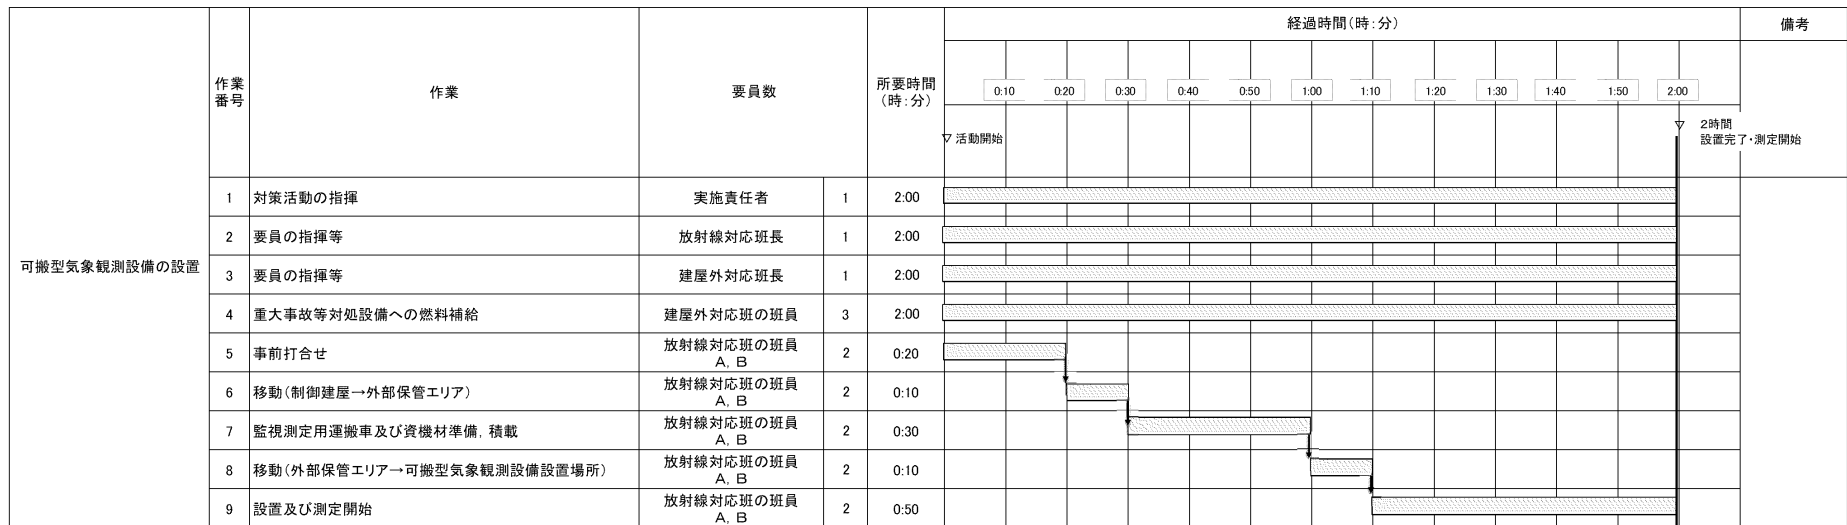 経過時間(時:分)
備考
作業番号
作業
要員数
所要時間(時:分)
0:10 0:20 0:30 0:40 0:50 1:00 1:10 1:20 1:30 1:40 1:50 2:00
▽活動開始
▽ 2時間
設置完了・測定開始
可搬型気象観測設備の設置
1 対策活動の指揮 実施責任者 1 2:00
2 要員の指揮等 放射線対応班長 1 2:00
3 要員の指揮等 建屋外対応班長 1 2:00
4 重大事故等対処設備への燃料補給 建屋外対応班の班員 3 2:00
5 事前打合せ 放射線対応班の班員 A,B 2 0:20
6 移動(制御建屋→外部保管エリア) 放射線対応班の班員 A,B 2 0:10
7 監視測定用運搬車及び資機材準備,積載 放射線対応班の班員 A,B 2 0:30
8 移動(外部保管エリア→可搬型気象観測設備設置場所) 放射線対応班の班員 A,B 2 0:10
9 設置及び測定開始 放射線対応班の班員 A,B 2 0:50